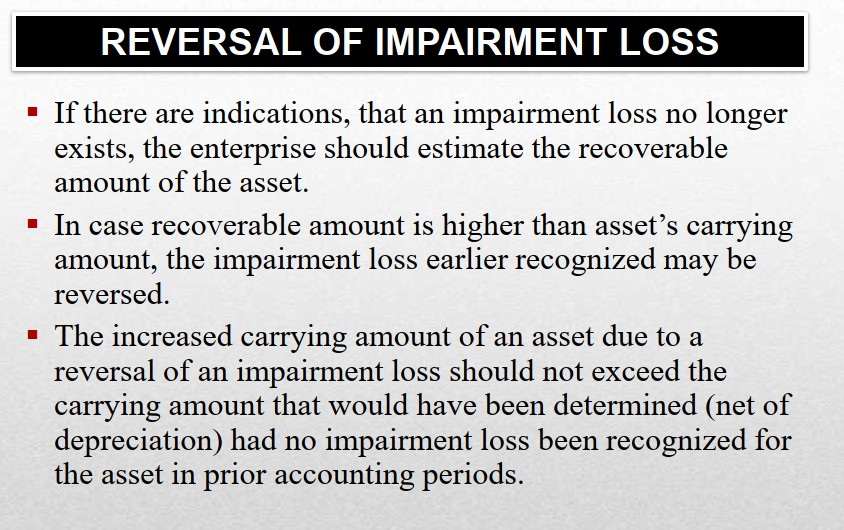 REVERSAL OF IMPAIRMENT LOSS
▪ If there are indications, that an impairment loss no longer
exists, the enterprise should estimate the recoverable
amount of the asset.
▪ In case recoverable amount is higher than asset’s carrying
amount, the impairment loss earlier recognized may be
reversed.
▪ The increased carrying amount of an asset due to a
reversal of an impairment loss should not exceed the
carrying amount that would have been determined (net of
depreciation) had no impairment loss been recognized for
the asset in prior accounting periods.